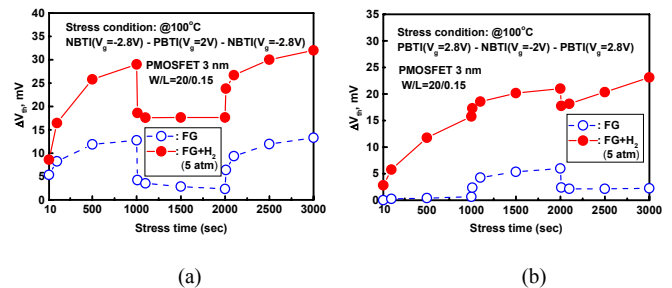 Stress condition: @100°C
NBTI(Vg=-2.8V) - PBTI(Vg=2V) - NBTI(Vg=-2.8V)
PMOSFET 3 nm
W/L=20/0.15
ΔVth, mV
40
35
30
25
20
15
10
5
0
: FG
: FG+H2
(5 atm)
10 500 1000 1500 2000 2500 3000
Stress time (sec)
(a)
Stress condition: @100°C
PBTI(Vg=2.8V) - NBTI(Vg=-2V) - PBTI(Vg=2.8V)
PMOSFET 3 nm
W/L=20/0.15
ΔVth, mV
35
30
25
20
15
10
5
0
: FG
: FG+H2
(5 atm)
10 500 1000 1500 2000 2500 3000
Stress time (sec)
(b)